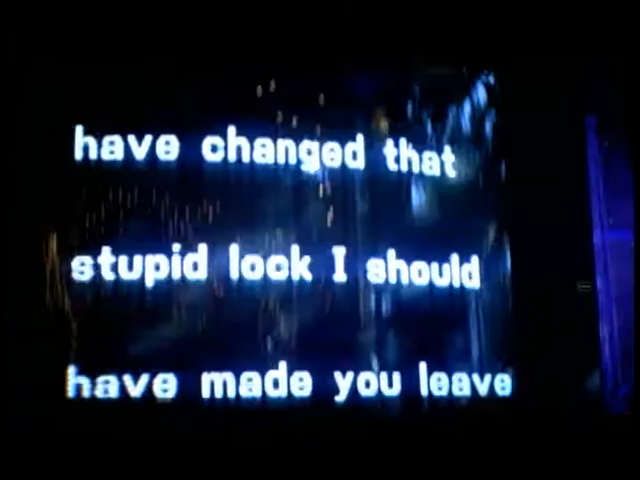 have changed that
stupid lock I should
have made you leave